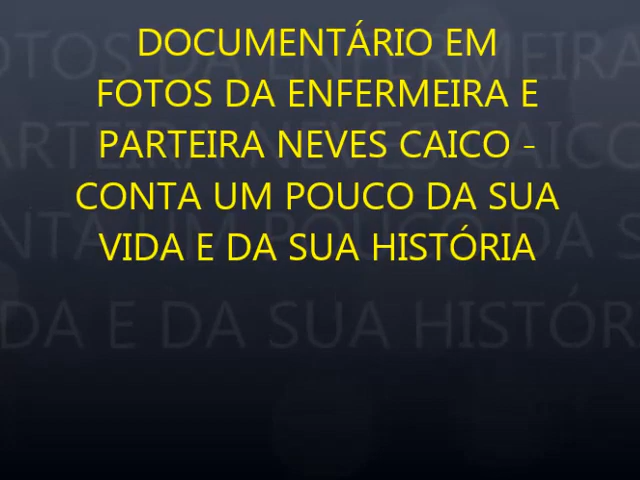 DOCUMENTÁRIO EM
FOTOS DA ENFERMEIRA E
PARTEIRA NEVES CAICO -
CONTA UM POUCO DA SUA
VIDA E DA SUA HISTÓRIA